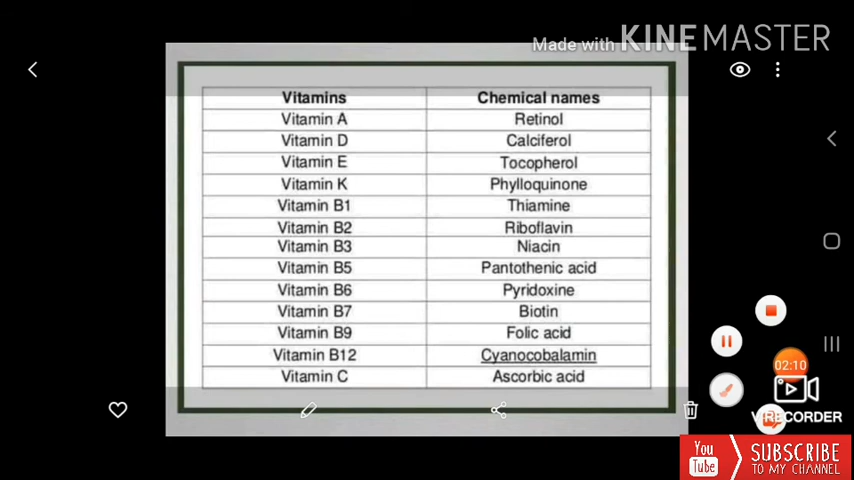 Made with KINEMASTER
Vitamins Chemical names
Vitamin A Retinol
Vitamin D Calciferol
Vitamin E Tocopherol
Vitamin K Phylloquinone
Vitamin B1 Thiamine
Vitamin B2 Riboflavin
Vitamin B3 Niacin
Vitamin B5 Pantothenic acid
Vitamin B6 Pyridoxine
Vitamin B7 Biotin
Vitamin B9 Folic acid
Vitamin B12 Cyanocobalamin
Vitamin C Ascorbic acid
02:10
RECORDER
You
Tube
SUBSCRIBE
TO MY CHANNEL